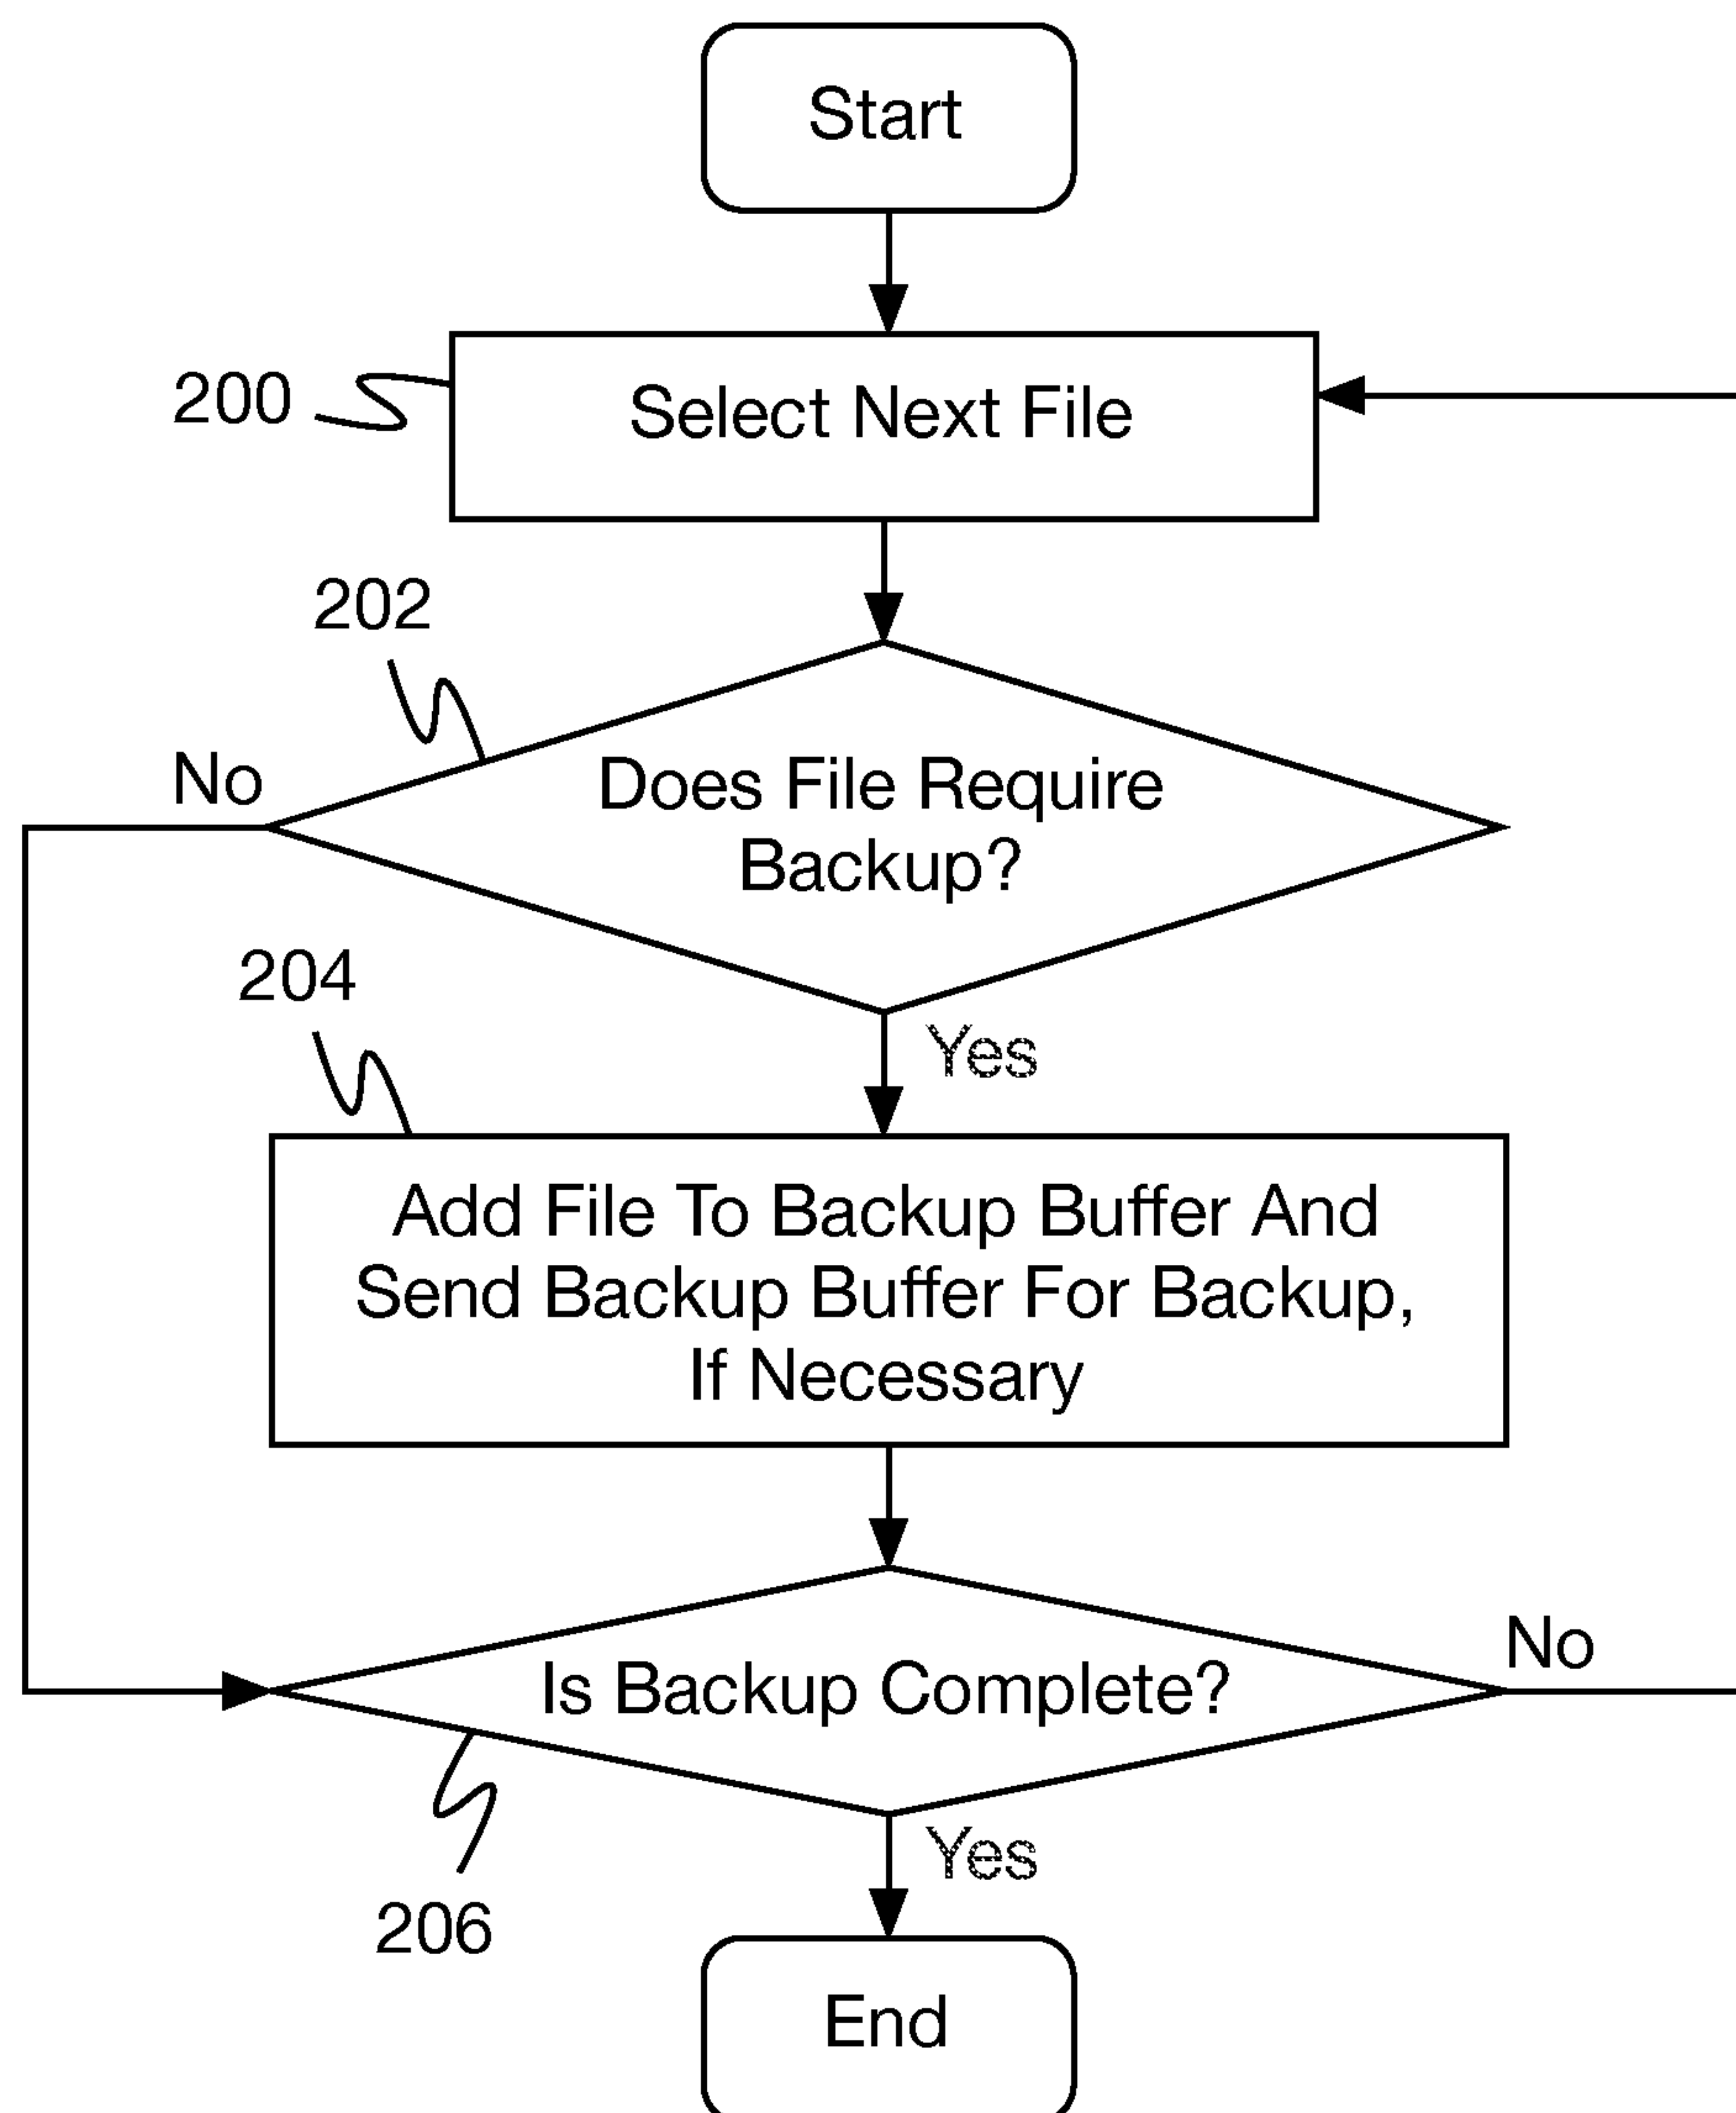 Start
200
Select Next File
202
No
Does File Require
Backup?
204
Yes
Add File To Backup Buffer And
Send Backup Buffer For Backup,
If Necessary
No
Is Backup Complete?
Yes
206
End